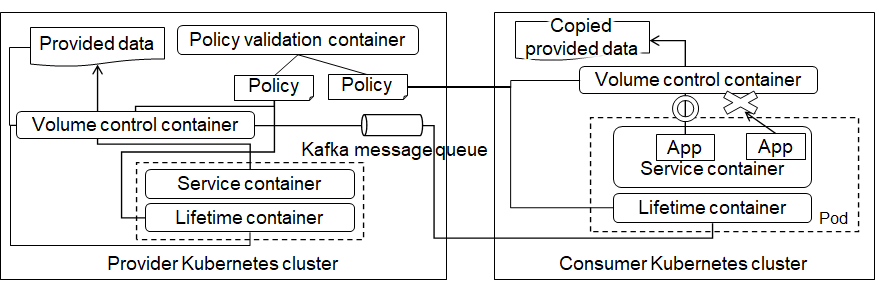 Provided data
Policy validation container
Policy
Policy
Volume control container
Kafka message queue
Service container
Lifetime container
Provider Kubernetes cluster
Copied
provided data
Volume control container
App
App
Service container
Lifetime container
Pod
Consumer Kubernetes cluster